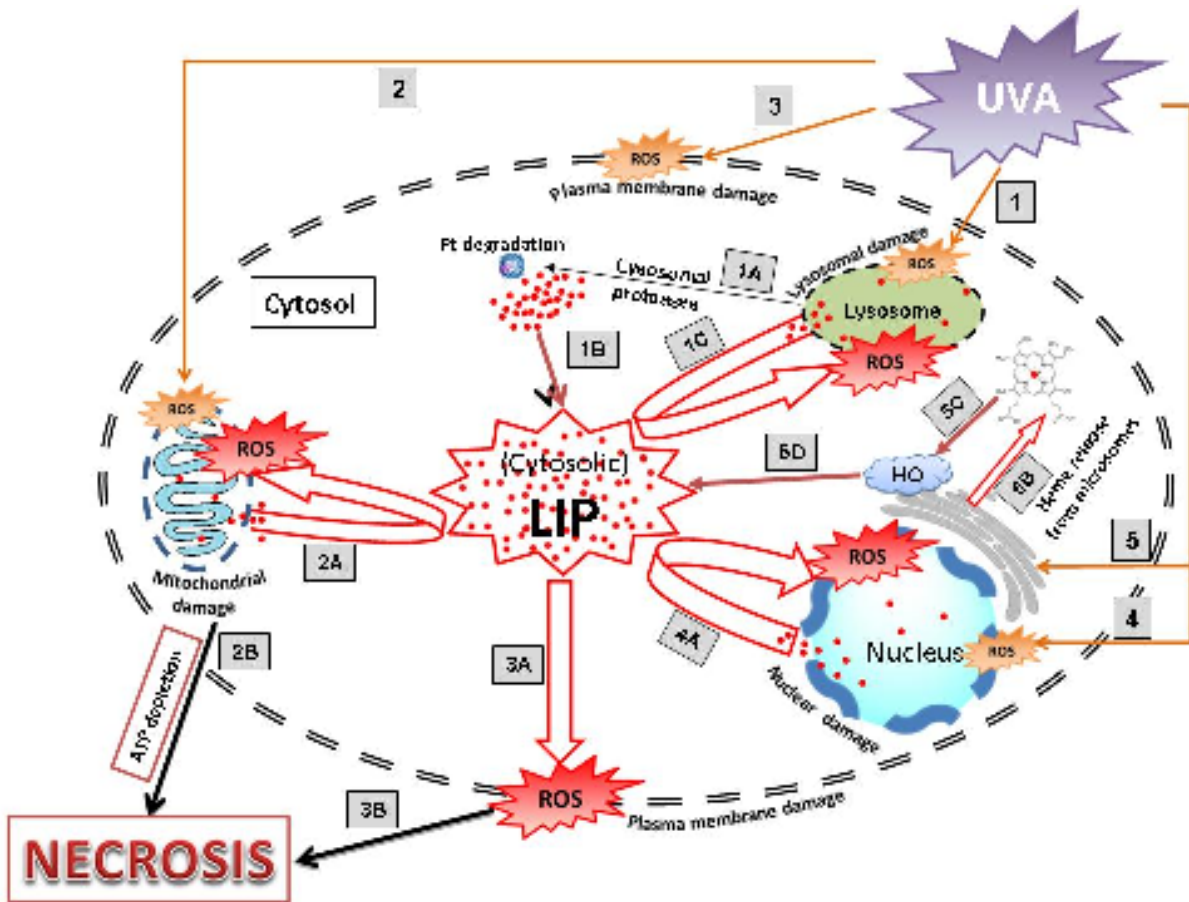 UVA
2
3
ROS
Plasma membrane damage
1
Ft degradation
Lysosomal
proteases
1A
Lysosomal damage
ROS
Lysosome
ROS
Cytosol
1B
1C
5C
5B
Heme release
from microsomes
HO
5D
ROS
ROS
(Cytosolic)
LIP
2A
Mitochondrial
damage
ROS
Nucleus
ROS
4A
Nuclear damage
5
4
2B
ATP depletion
3A
ROS
Plasma membrane damage
3B
NECROSIS